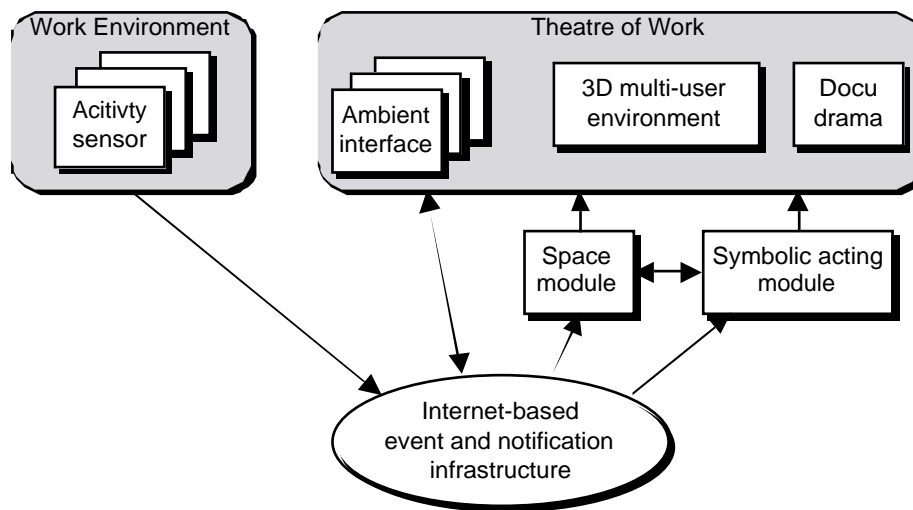 Work Environment
Acitivty
sensor
Theatre of Work
Ambient
interface
3D multi-user
environment
Docu
drama
Space
module
Symbolic acting
module
Internet-based
event and notification
infrastructure